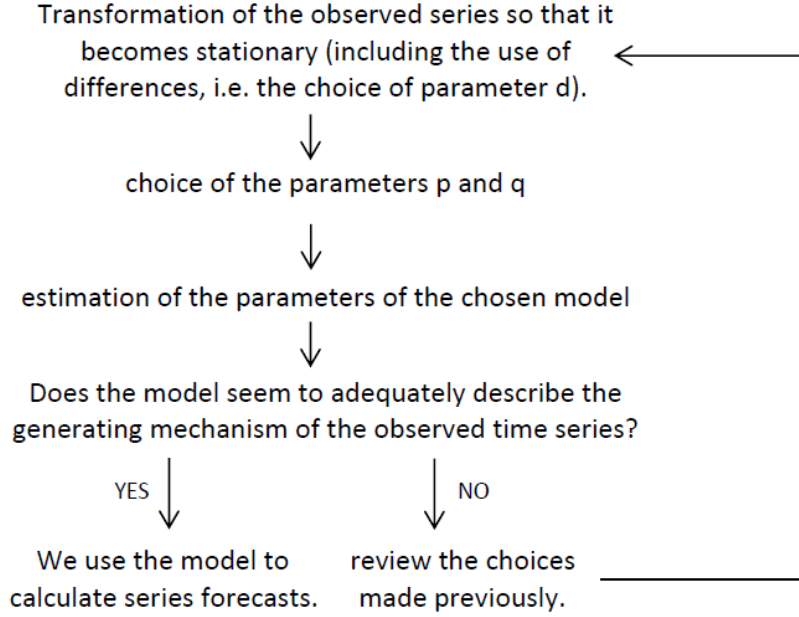 Transformation of the observed series so that it
becomes stationary (including the use of
differences, i.e. the choice of parameter d).
choice of the parameters p and q
estimation of the parameters of the chosen model
Does the model seem to adequately describe the
generating mechanism of the observed time series?
YES
NO
We use the model to
calculate series forecasts.
review the choices
made previously.